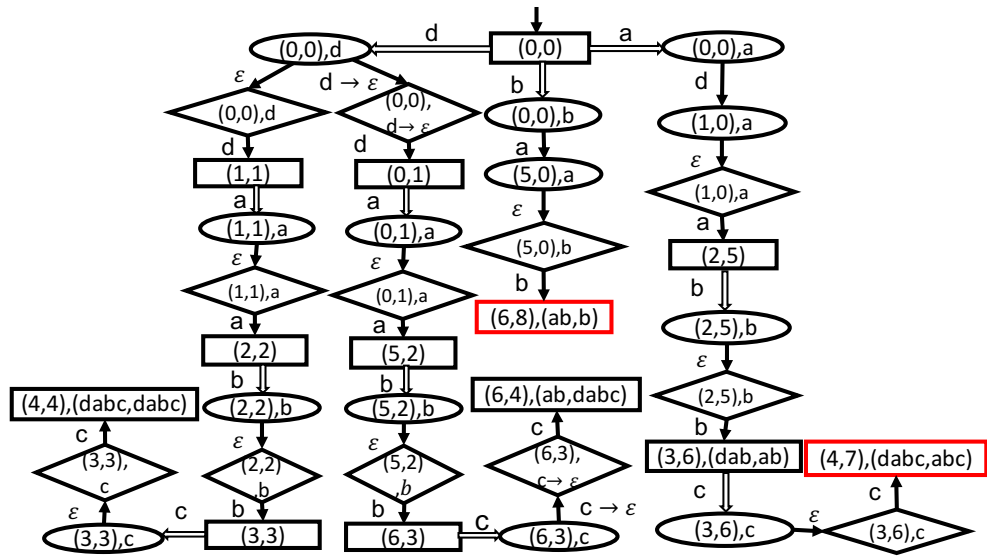 d
a
(0,0),d
(0,0)
(0,0),a
ε
d → ε
b
d
(0,0),d
(0,0),
d→ ε
(0,0),b
(1,0),a
d
d
a
ε
(1,1)
(0,1)
(5,0),a
(1,0),a
a
a
ε
a
(1,1),a
(0,1),a
(5,0),b
(2,5)
ε
ε
b
b
(1,1),a
(0,1),a
(6,8),(ab,b)
(2,5),b
a
a
ε
(2,2)
(5,2)
(2,5),b
b
b
(4,4),(dabc,dabc)
(2,2),b
(5,2),b
(6,4),(ab,dabc)
b
c
ε
ε
c
(3,3),
c
(2,2)
,b
(5,2)
,b
(6,3),
c→ ε
(3,6),(dab,ab)
(4,7),(dabc,abc)
b
b
c → ε
c
c
ε
c
c
ε
(3,3),c
(3,3)
(6,3)
(6,3),c
(3,6),c
(3,6),c